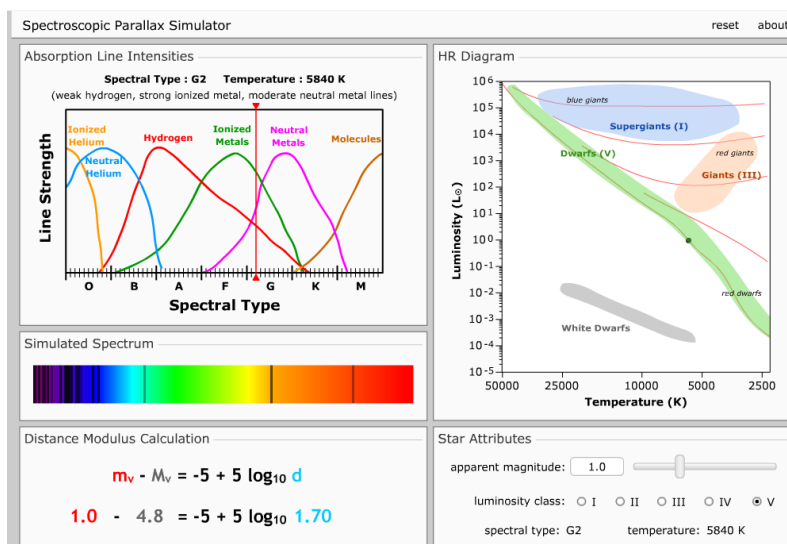 Spectroscopic Parallax Simulator
reset about
Absorption Line Intensities
Spectral Type : G2 Temperature : 5840 K
(weak hydrogen, strong ionized metal, moderate neutral metal lines)
Ionized
Helium
Neutral
Helium
Hydrogen
Ionized
Metals
Neutral
Metals
Molecules
Line Strength
O B A F G K M
Spectral Type
Simulated Spectrum
Distance Modulus Calculation
mᵥ - Mᵥ = -5 + 5 log₁₀ d
1.0 - 4.8 = -5 + 5 log₁₀ 1.70
HR Diagram
10⁶
10⁵
10⁴
10³
10²
10¹
10⁰
10⁻¹
10⁻²
10⁻³
10⁻⁴
10⁻⁵
Luminosity (L☉)
blue giants
Supergiants (I)
Dwarfs (V)
red giants
Giants (III)
red dwarfs
White Dwarfs
50000 25000 10000 5000 2500
Temperature (K)
Star Attributes
apparent magnitude: 1.0
luminosity class: I II III IV V
spectral type: G2 temperature: 5840 K